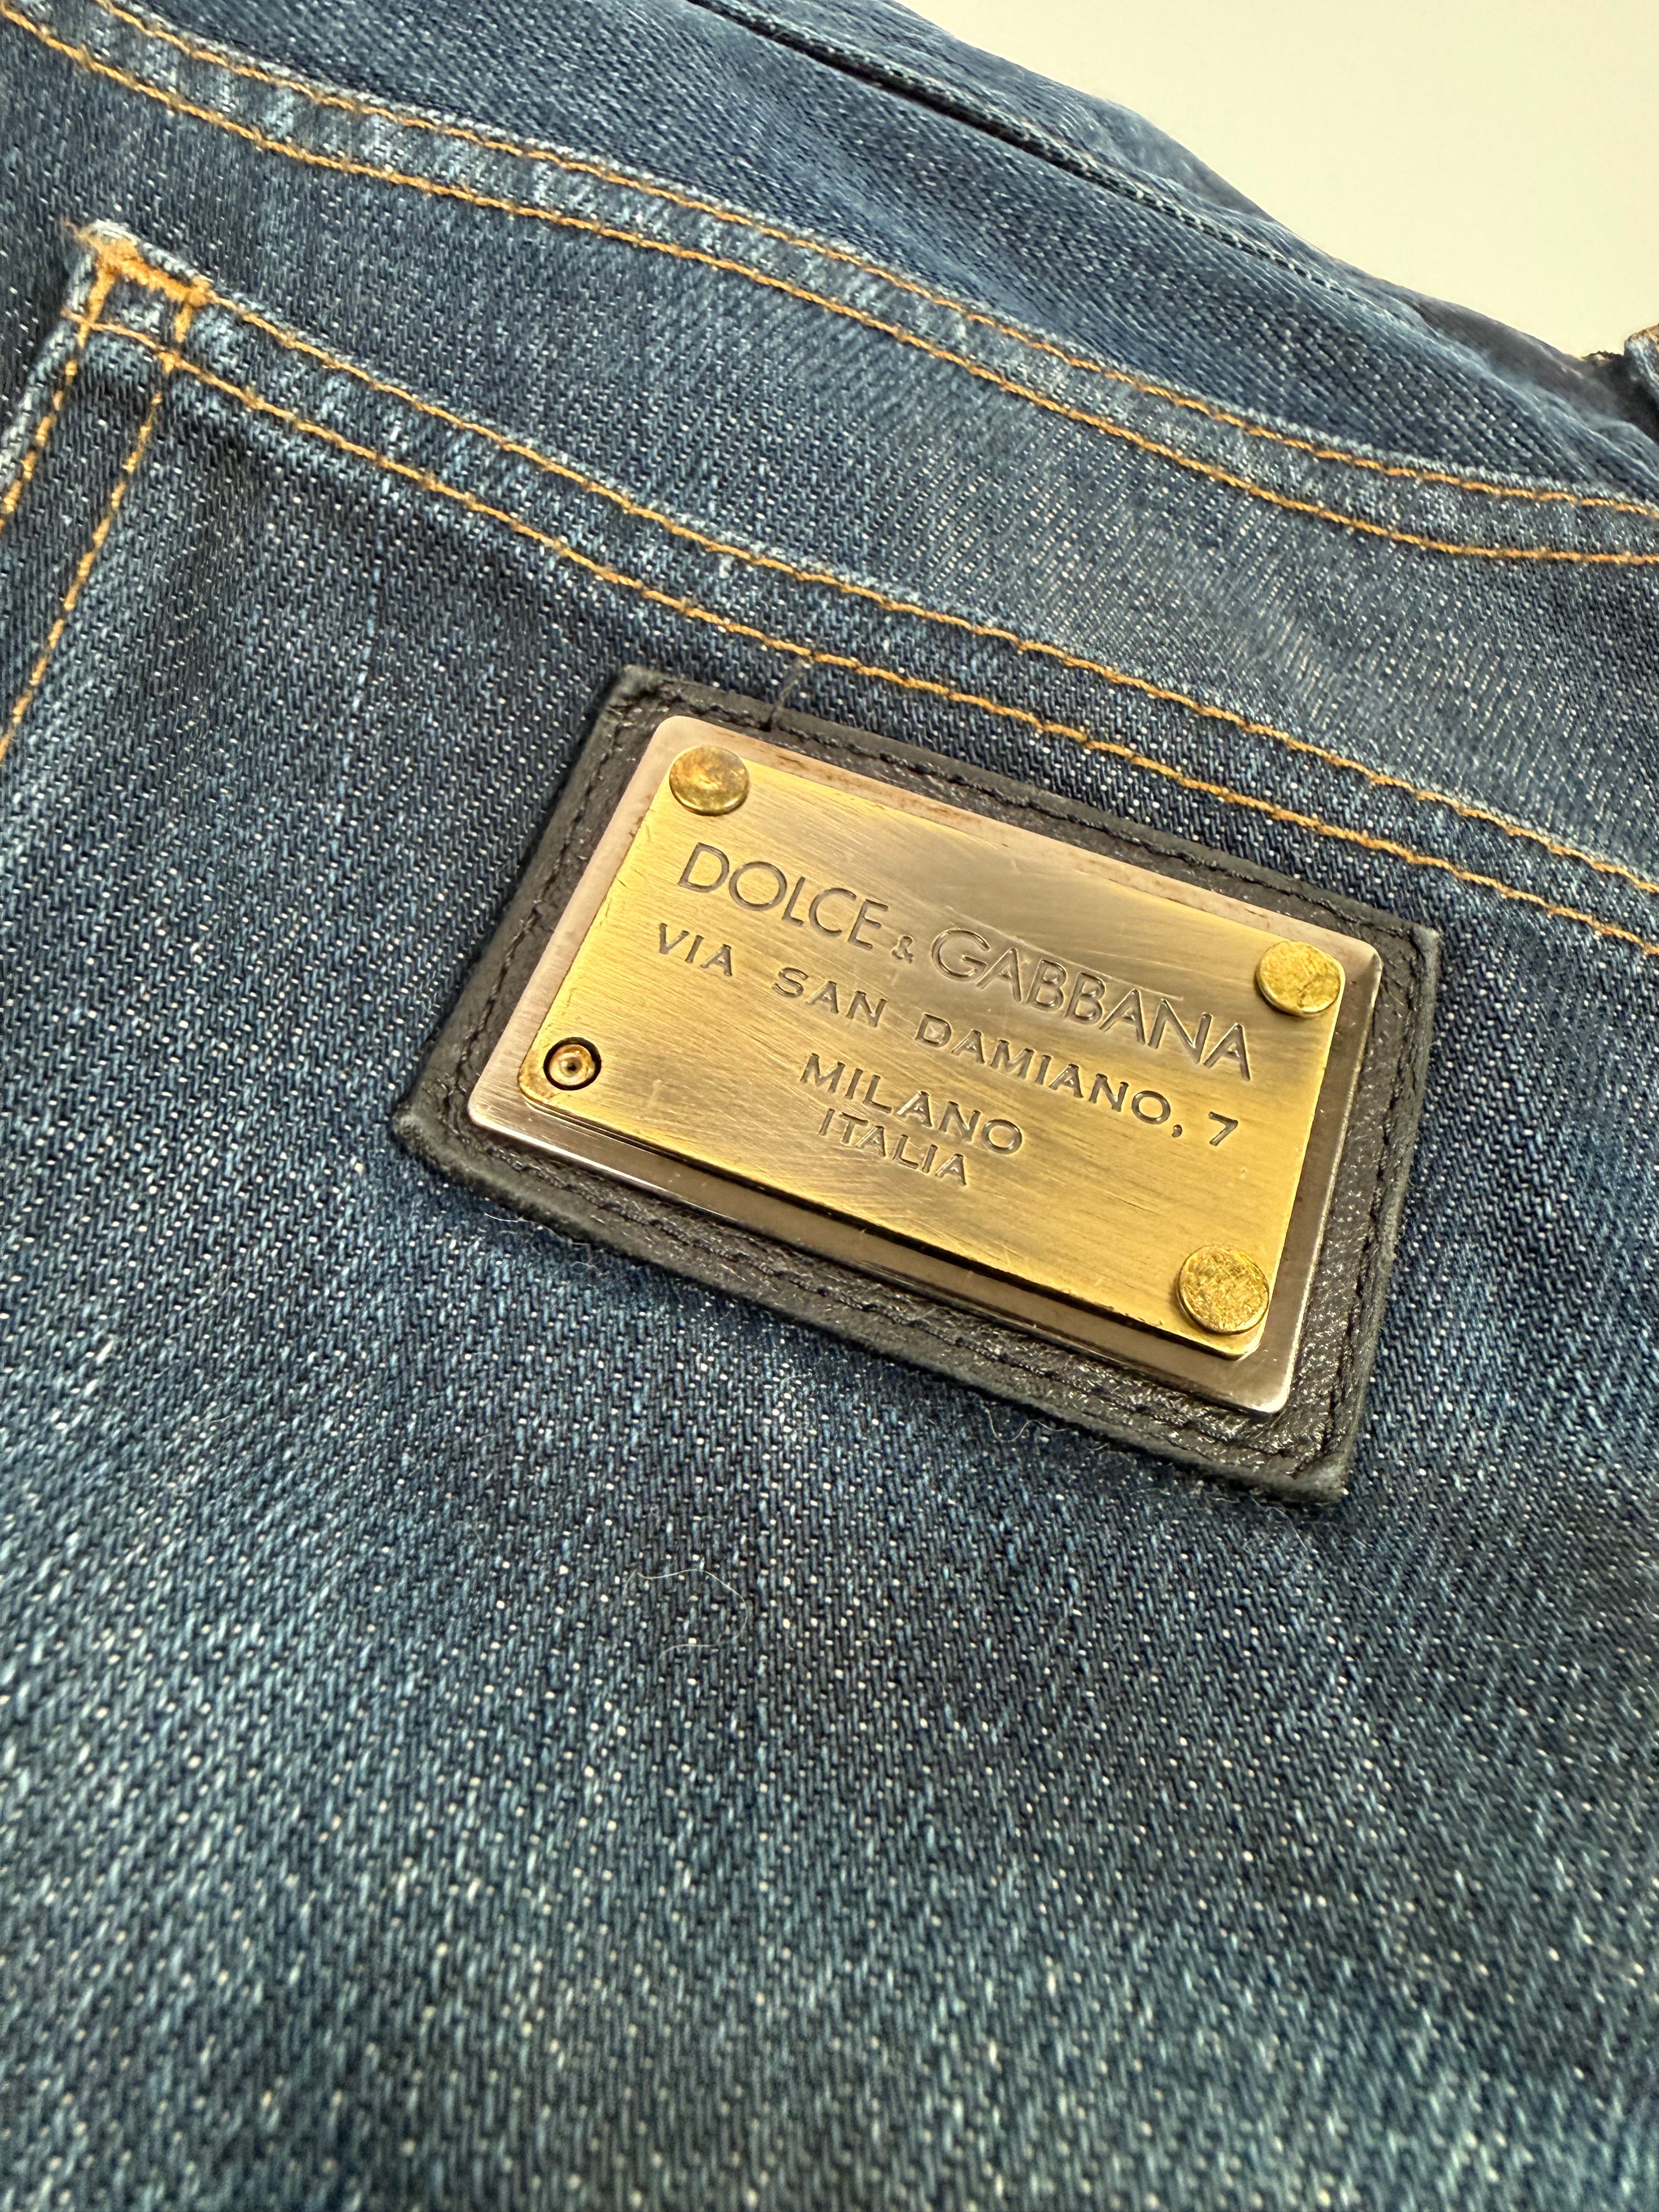 DOLCE & GABBANA
VIA SAN DAMIANO, 7
MILANO
ITALIA